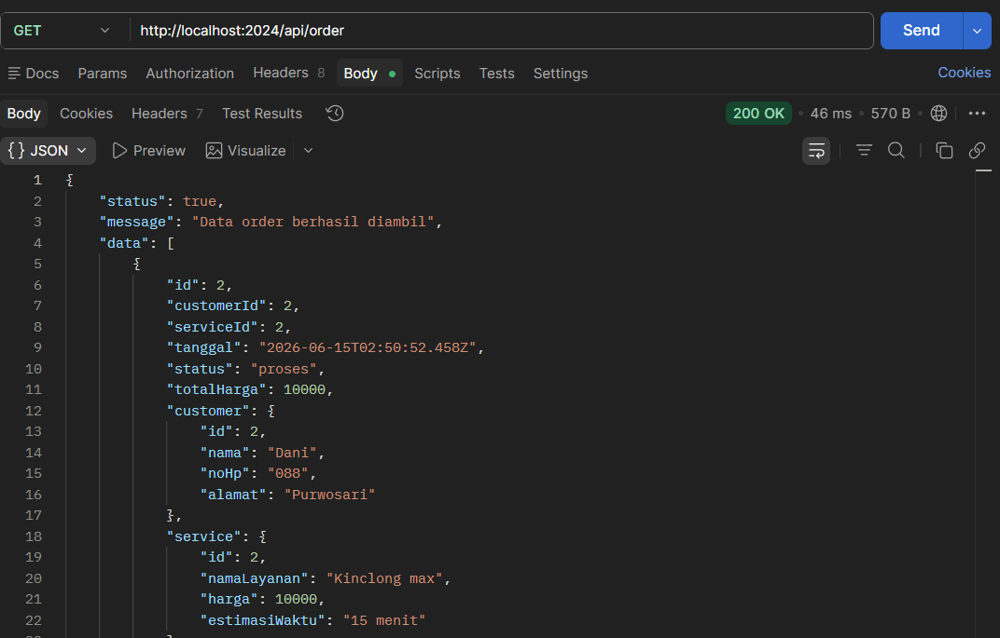 GET http://localhost:2024/api/order Send
Docs Params Authorization Headers 8 Body Scripts Tests Settings Cookies
Body Cookies Headers 7 Test Results 200 OK 46 ms 570 B
{} JSON Preview Visualize
1 {
2 "status": true,
3 "message": "Data order berhasil diambil",
4 "data": [
5 {
6 "id": 2,
7 "customerId": 2,
8 "serviceId": 2,
9 "tanggal": "2026-06-15T02:50:52.458Z",
10 "status": "proses",
11 "totalHarga": 10000,
12 "customer": {
13 "id": 2,
14 "nama": "Dani",
15 "noHp": "088",
16 "alamat": "Purwosari"
17 },
18 "service": {
19 "id": 2,
20 "namaLayanan": "Kinclong max",
21 "harga": 10000,
22 "estimasiWaktu": "15 menit"